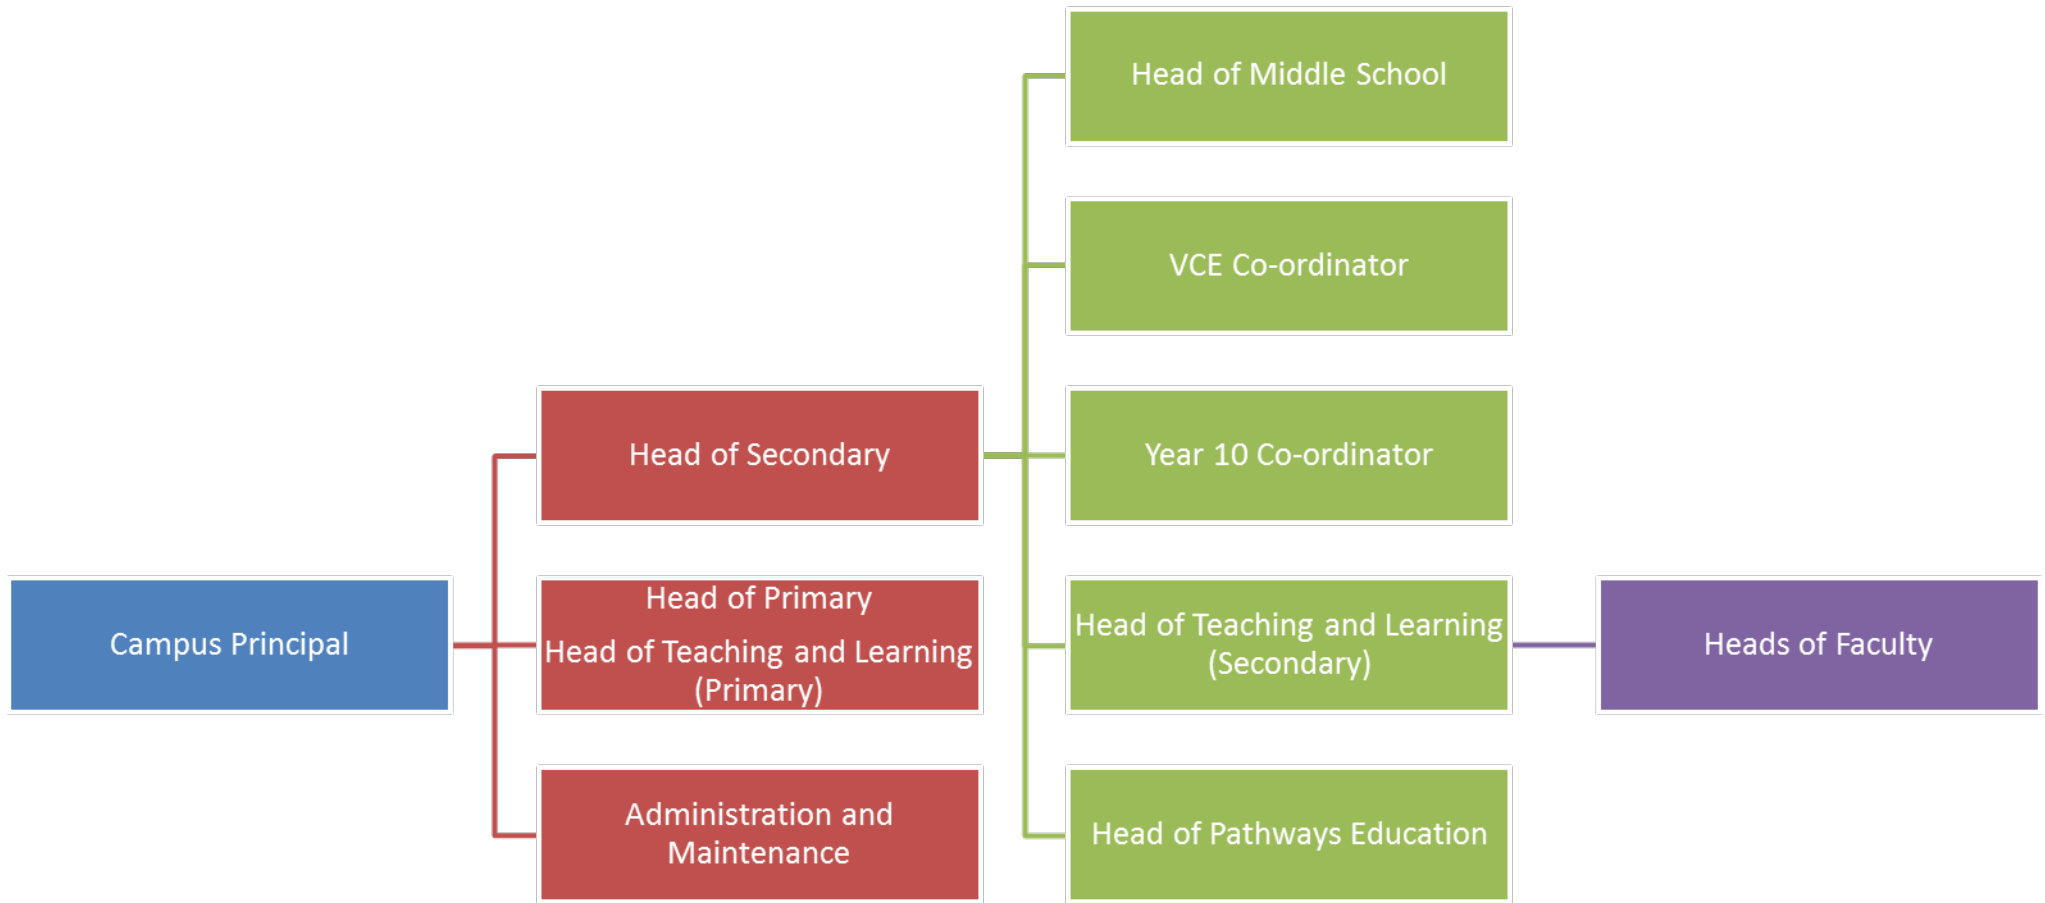 Head of Middle School
VCE Co-ordinator
Head of Secondary
Year 10 Co-ordinator
Campus Principal
Head of Primary
Head of Teaching and Learning
(Primary)
Head of Teaching and Learning
(Secondary)
Heads of Faculty
Administration and
Maintenance
Head of Pathways Education